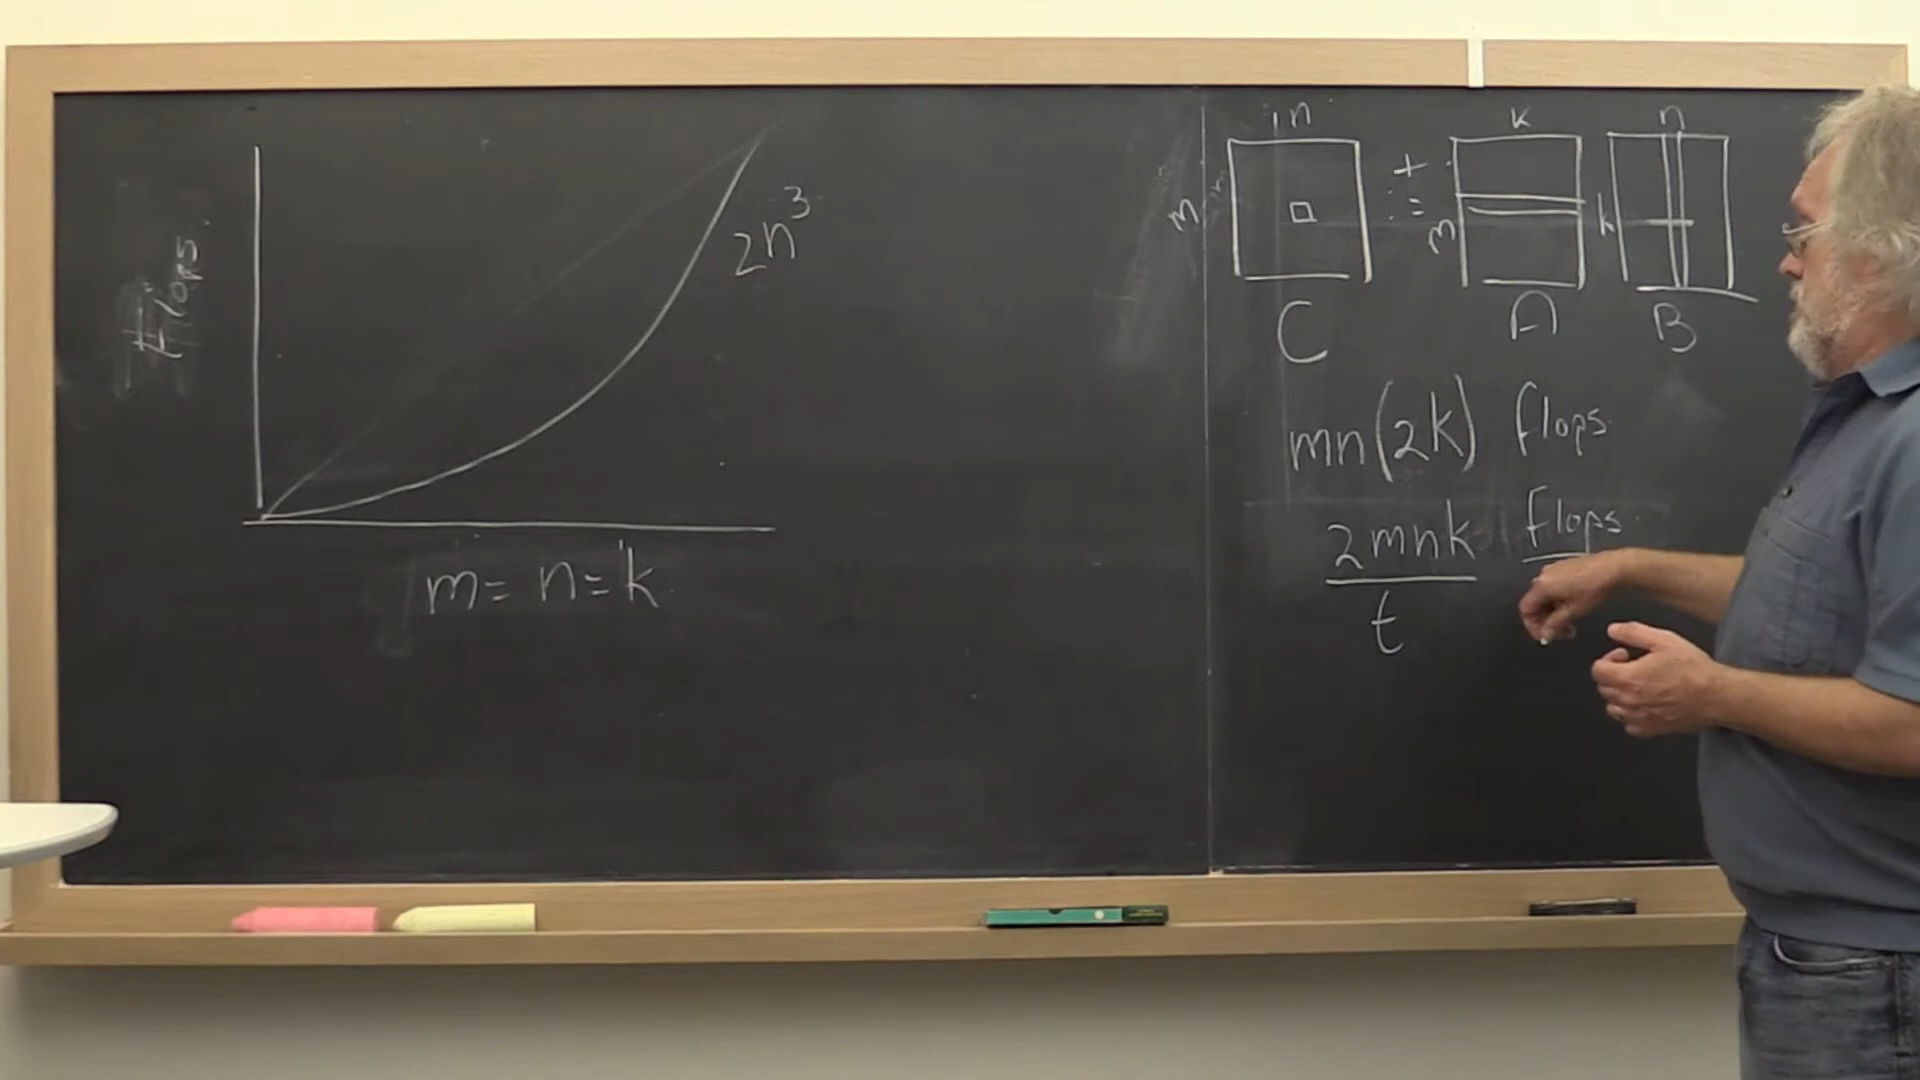 # flops.
2n³
m = n = k
n
k
n
m
C
+
:=
m
A
k
B
mn(2k) flops
2mnk flops
t